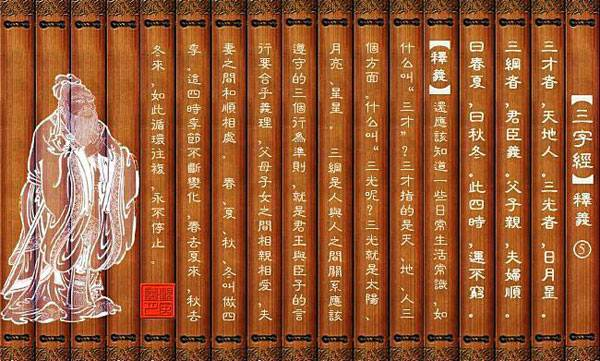 【三字經】釋義⑤
三才者，天地人。三光者，日月星。
三綱者，君臣義。父子親，夫婦順。
曰春夏，曰秋冬。此四時，運不窮。
【釋義】還應該知道一些日常生活常識，如
什么叫“三才”？三才指的是天、地、人三
個方面。什么叫“三光呢？三光就是太陽、
月亮、星星。 三綱是人與人之間關系應該
遵守的三個行為準則，就是君王與臣子的言
行要合乎義理，父母子女之間相親相愛，夫
妻之間和順相處。 春、夏、秋、冬叫做四
季，這四時季節不斷變化，春去夏來，秋去
冬來，如此循環往複，永不停止。